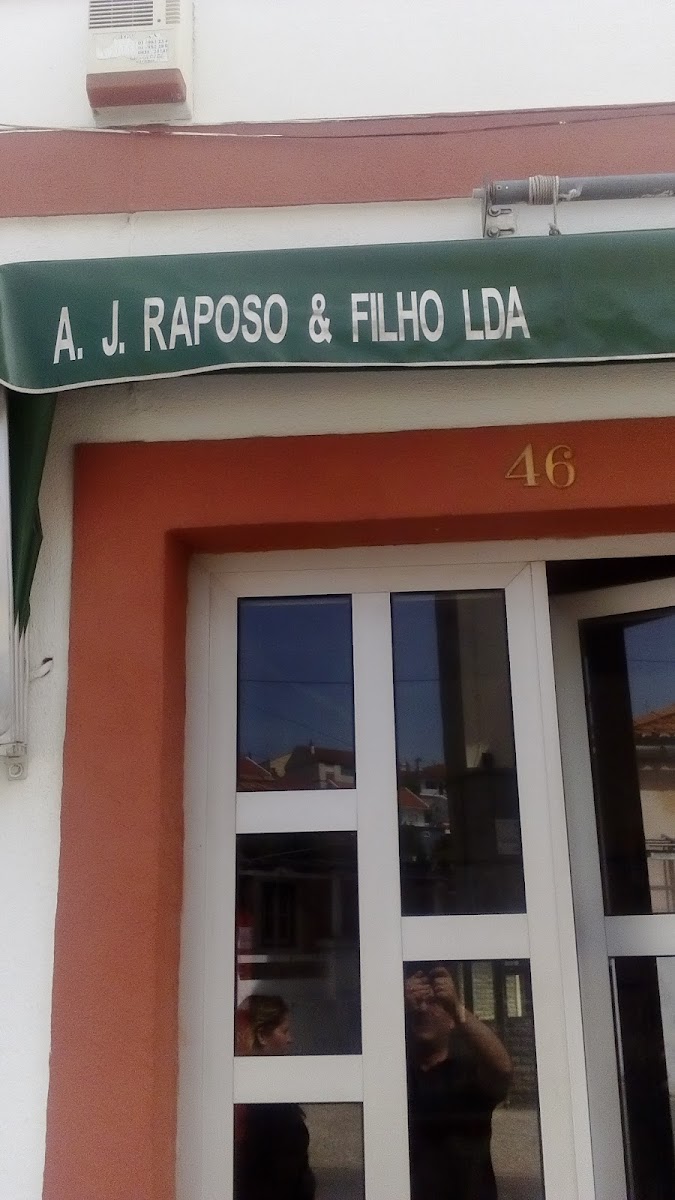 A. J. RAPOSO & FILHO LDA
46